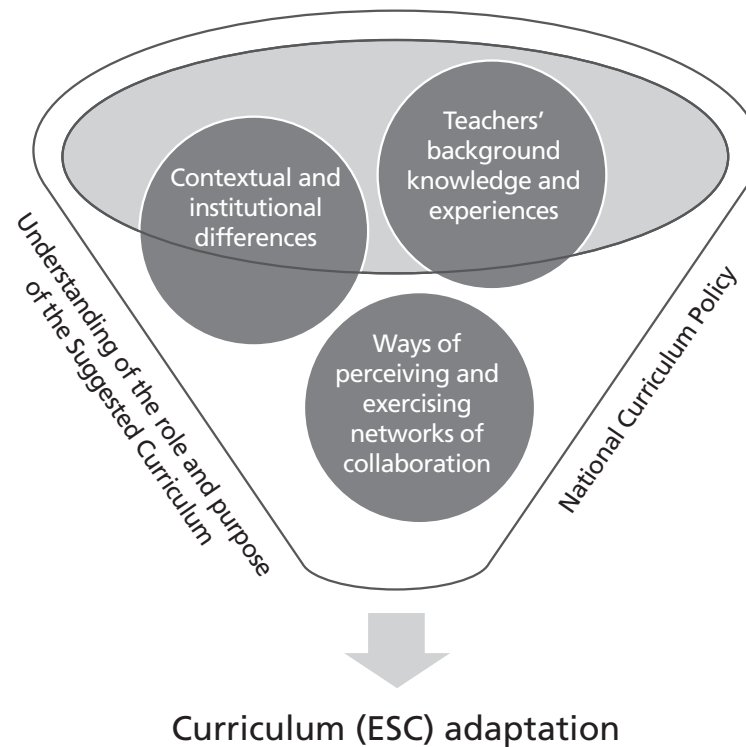 Teachers’
background
knowledge and
experiences
Contextual and
institutional
differences
Ways of
perceiving and
exercising
networks of
collaboration
Understanding of the role and purpose
of the Suggested Curriculum
National Curriculum Policy
Curriculum (ESC) adaptation